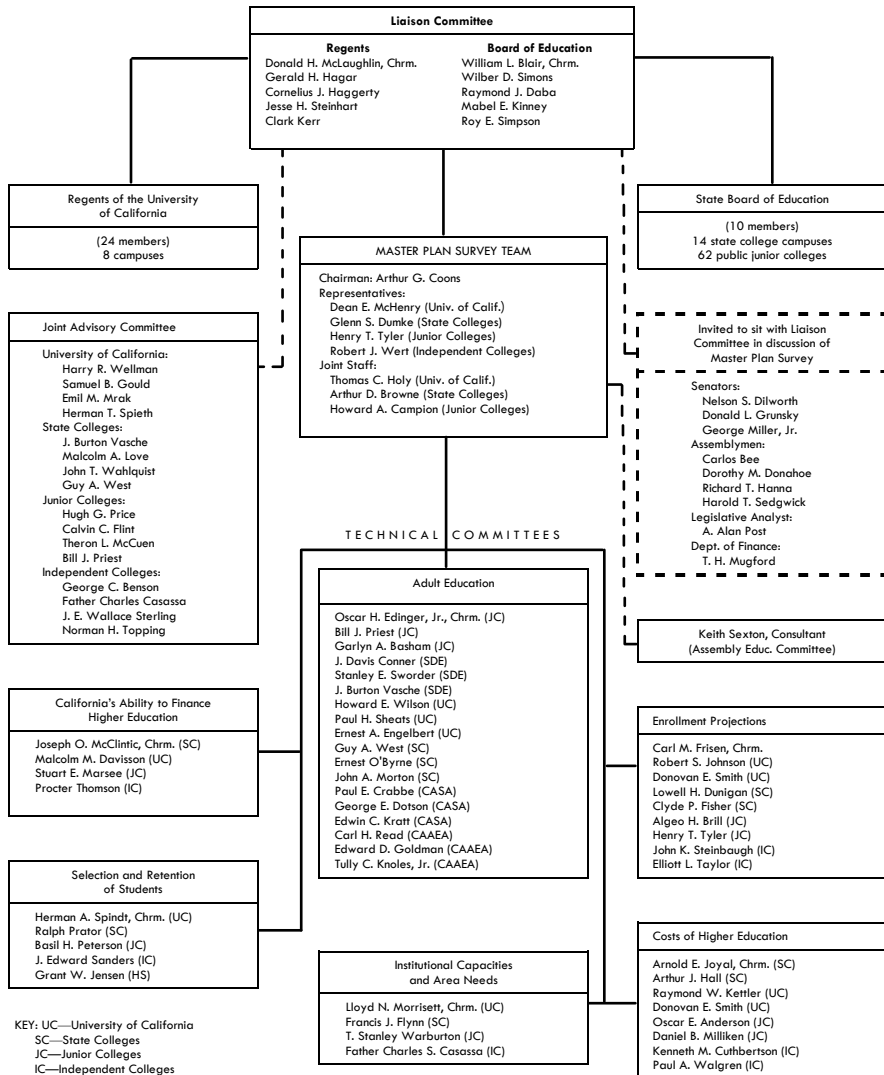 Liaison Committee
Regents
Donald H. McLaughlin, Chrm.
Gerald H. Hagar
Cornelius J. Haggerty
Jesse H. Steinhart
Clark Kerr
Board of Education
William L. Blair, Chrm.
Wilber D. Simons
Raymond J. Daba
Mabel E. Kinney
Roy E. Simpson
Regents of the University
of California
(24 members)
8 campuses
MASTER PLAN SURVEY TEAM
Chairman: Arthur G. Coons
Representatives:
Dean E. McHenry (Univ. of Calif.)
Glenn S. Dumke (State Colleges)
Henry T. Tyler (Junior Colleges)
Robert J. Wert (Independent Colleges)
Joint Staff:
Thomas C. Holy (Univ. of Calif.)
Arthur D. Browne (State Colleges)
Howard A. Campion (Junior Colleges)
State Board of Education
(10 members)
14 state college campuses
62 public junior colleges
Joint Advisory Committee
University of California:
Harry R. Wellman
Samuel B. Gould
Emil M. Mrak
Herman T. Spieth
State Colleges:
J. Burton Vasche
Malcolm A. Love
John T. Wahlquist
Guy A. West
Junior Colleges:
Hugh G. Price
Calvin C. Flint
Theron L. McCuen
Bill J. Priest
Independent Colleges:
George C. Benson
Father Charles Casassa
J. E. Wallace Sterling
Norman H. Topping
Invited to sit with Liaison
Committee in discussion of
Master Plan Survey
Senators:
Nelson S. Dilworth
Donald L. Grunsky
George Miller, Jr.
Assemblymen:
Carlos Bee
Dorothy M. Donahoe
Richard T. Hanna
Harold T. Sedgwick
Legislative Analyst:
A. Alan Post
Dept. of Finance:
T. H. Mugford
Keith Sexton, Consultant
(Assembly Educ. Committee)
TECHNICAL COMMITTEES
Adult Education
Oscar H. Edinger, Jr., Chrm. (JC)
Bill J. Priest (JC)
Garlyn A. Basham (JC)
J. Davis Conner (SDE)
Stanley E. Sworder (SDE)
J. Burton Vasche (SDE)
Howard E. Wilson (UC)
Paul H. Sheats (UC)
Ernest A. Engelbert (UC)
Guy A. West (SC)
Ernest O'Byrne (SC)
John A. Morton (SC)
Paul E. Crabbe (CASA)
George E. Dotson (CASA)
Edwin C. Kratt (CASA)
Carl H. Read (CAAEA)
Edward D. Goldman (CAAEA)
Tully C. Knoles, Jr. (CAAEA)
California's Ability to Finance
Higher Education
Joseph O. McClintic, Chrm. (SC)
Malcolm M. Davisson (UC)
Stuart E. Marsee (JC)
Procter Thomson (IC)
Enrollment Projections
Carl M. Frisen, Chrm.
Robert S. Johnson (UC)
Donovan E. Smith (UC)
Lowell H. Dunigan (SC)
Clyde P. Fisher (SC)
Algeo H. Brill (JC)
Henry T. Tyler (JC)
John K. Steinbaugh (IC)
Elliott L. Taylor (IC)
Selection and Retention
of Students
Herman A. Spindt, Chrm. (UC)
Ralph Prator (SC)
Basil H. Peterson (JC)
J. Edward Sanders (IC)
Grant W. Jensen (HS)
Institutional Capacities
and Area Needs
Lloyd N. Morrisett, Chrm. (UC)
Francis J. Flynn (SC)
T. Stanley Warburton (JC)
Father Charles S. Casassa (IC)
Costs of Higher Education
Arnold E. Joyal, Chrm. (SC)
Arthur J. Hall (SC)
Raymond W. Kettler (UC)
Donovan E. Smith (UC)
Oscar E. Anderson (JC)
Daniel B. Milliken (JC)
Kenneth M. Cuthbertson (IC)
Paul A. Walgren (IC)
KEY: UC—University of California
SC—State Colleges
JC—Junior Colleges
IC—Independent Colleges